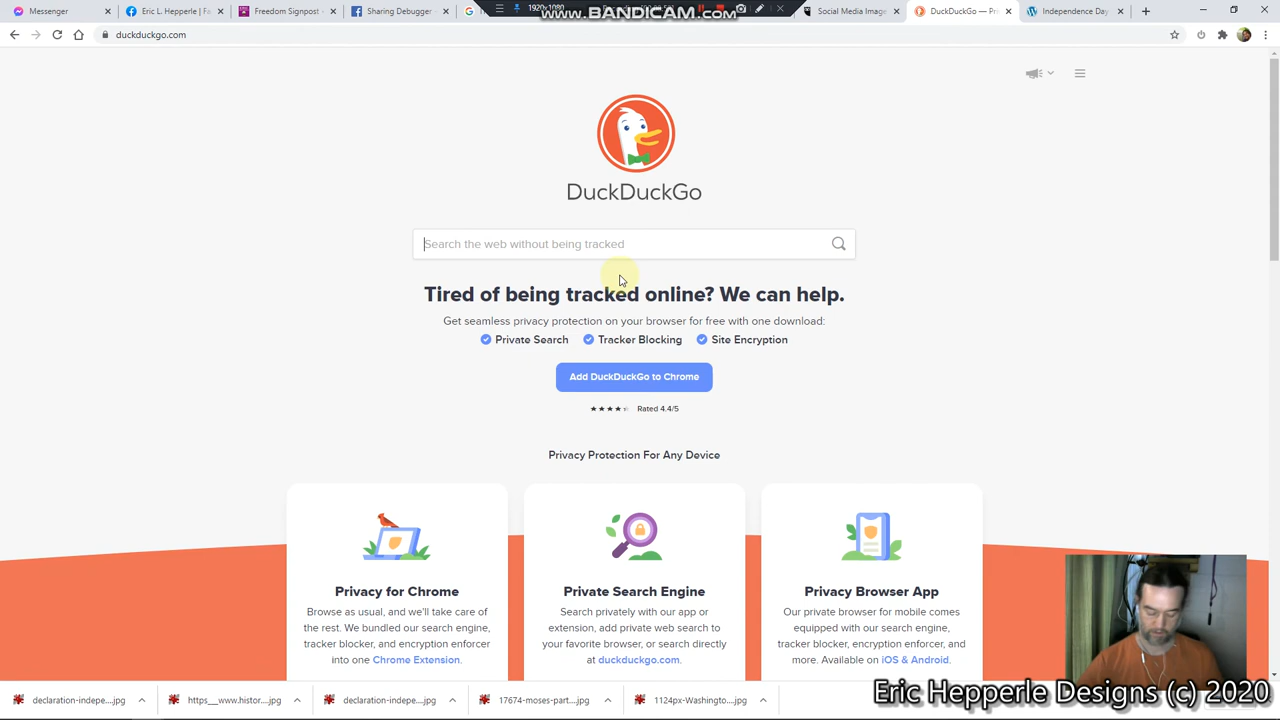 Messenger
Eric L. Hepperle | Fa
Freedom Signpost
Sharing Debugger
1920x1080
www.BANDICAM.com
Social Media Image
DuckDuckGo — Pr
Independence Day
duckduckgo.com
DuckDuckGo
Search the web without being tracked
Tired of being tracked online? We can help.
Get seamless privacy protection on your browser for free with one download:
Private Search
Tracker Blocking
Site Encryption
Add DuckDuckGo to Chrome
Rated 4.4/5
Privacy Protection For Any Device
Privacy for Chrome
Browse as usual, and we'll take care of
the rest. We bundled our search engine,
tracker blocker, and encryption enforcer
into one Chrome Extension.
Private Search Engine
Search privately with our app or
extension, add private web search to
your favorite browser, or search directly
at duckduckgo.com.
Privacy Browser App
Our private browser for mobile comes
equipped with our search engine,
tracker blocker, encryption enforcer, and
more. Available on iOS & Android.
declaration-indepe....jpg
https___www.histor....jpg
declaration-indepe....jpg
17674-moses-part....jpg
1124px-Washingto....jpg
Eric Hepperle Designs (c) 2020